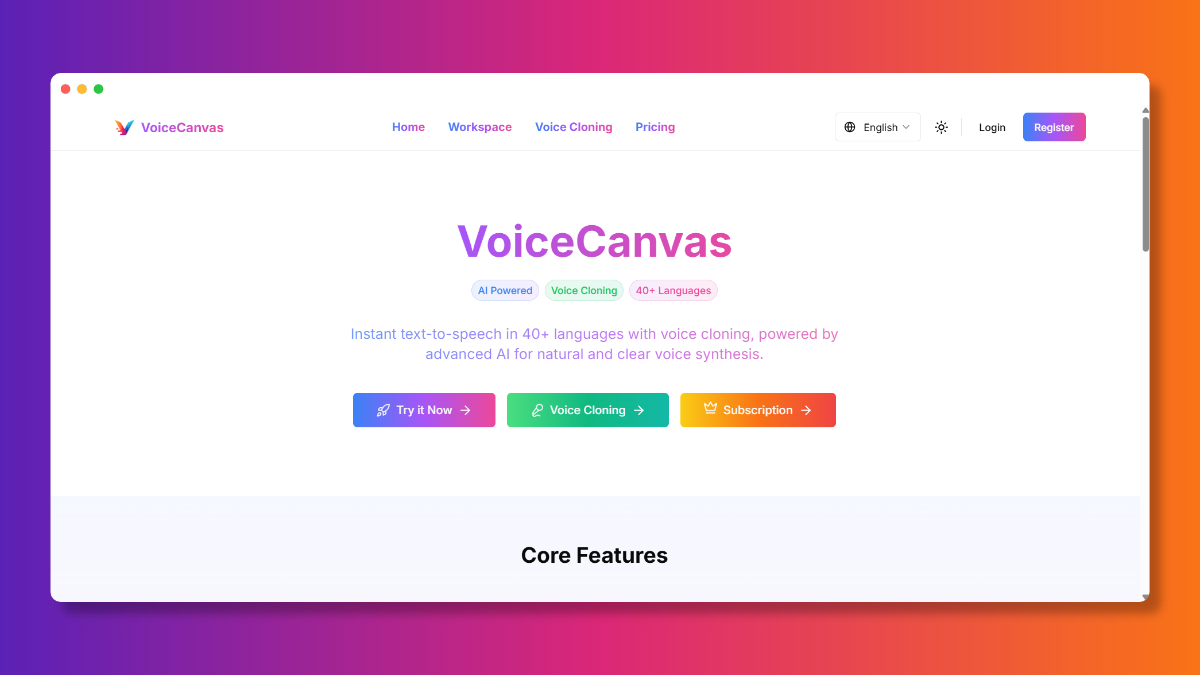 VoiceCanvas
Home Workspace Voice Cloning Pricing
English Login Register
VoiceCanvas
AI Powered Voice Cloning 40+ Languages
Instant text-to-speech in 40+ languages with voice cloning, powered by
advanced AI for natural and clear voice synthesis.
Try it Now Voice Cloning Subscription
Core Features